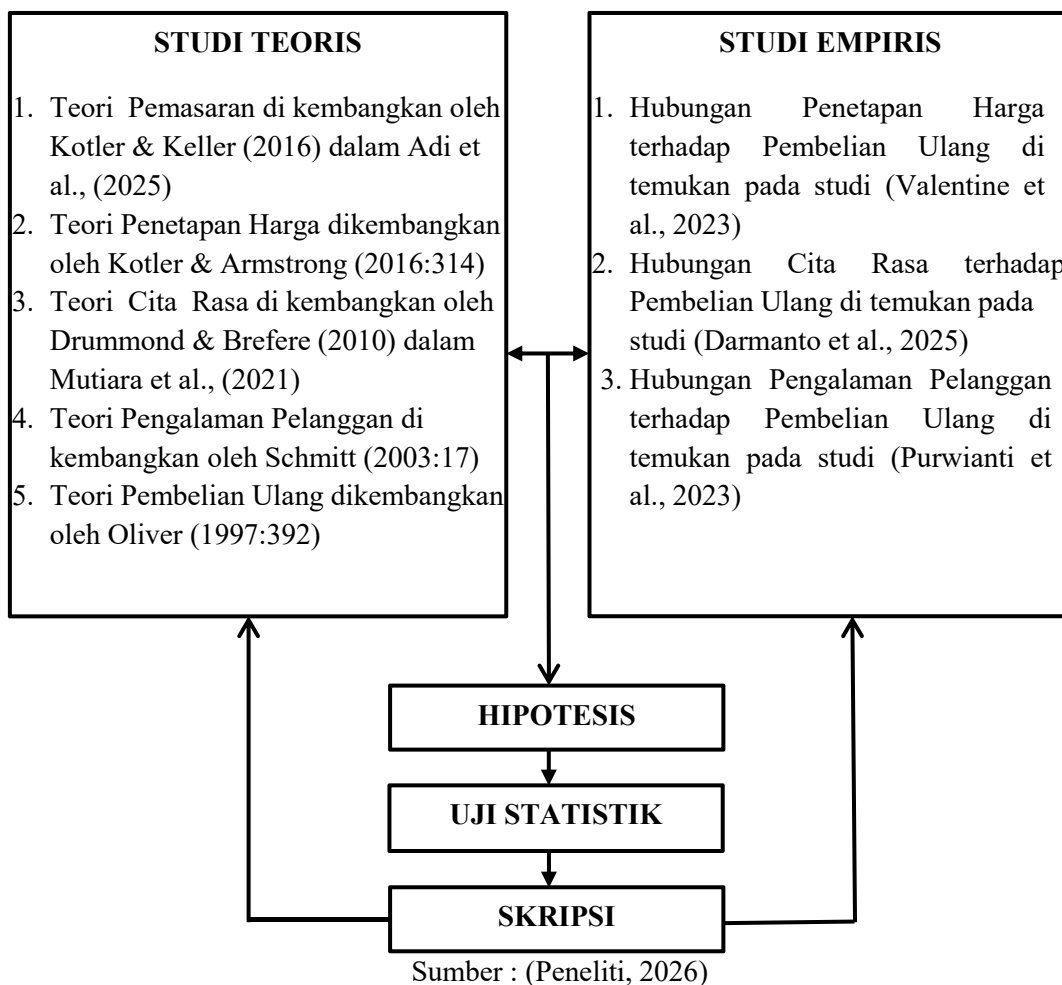 STUDI TEORIS
1. Teori Pemasaran di kembangkan oleh
Kotler & Keller (2016) dalam Adi et
al., (2025)
2. Teori Penetapan Harga dikembangkan
oleh Kotler & Armstrong (2016:314)
3. Teori Cita Rasa di kembangkan oleh
Drummond & Brefere (2010) dalam
Mutiara et al., (2021)
4. Teori Pengalaman Pelanggan di
kembangkan oleh Schmitt (2003:17)
5. Teori Pembelian Ulang dikembangkan
oleh Oliver (1997:392)
STUDI EMPIRIS
1. Hubungan Penetapan Harga
terhadap Pembelian Ulang di
temukan pada studi (Valentine et
al., 2023)
2. Hubungan Cita Rasa terhadap
Pembelian Ulang di temukan pada
studi (Darmanto et al., 2025)
3. Hubungan Pengalaman Pelanggan
terhadap Pembelian Ulang di
temukan pada studi (Purwianti et
al., 2023)
HIPOTESIS
UJI STATISTIK
SKRIPSI
Sumber : (Peneliti, 2026)